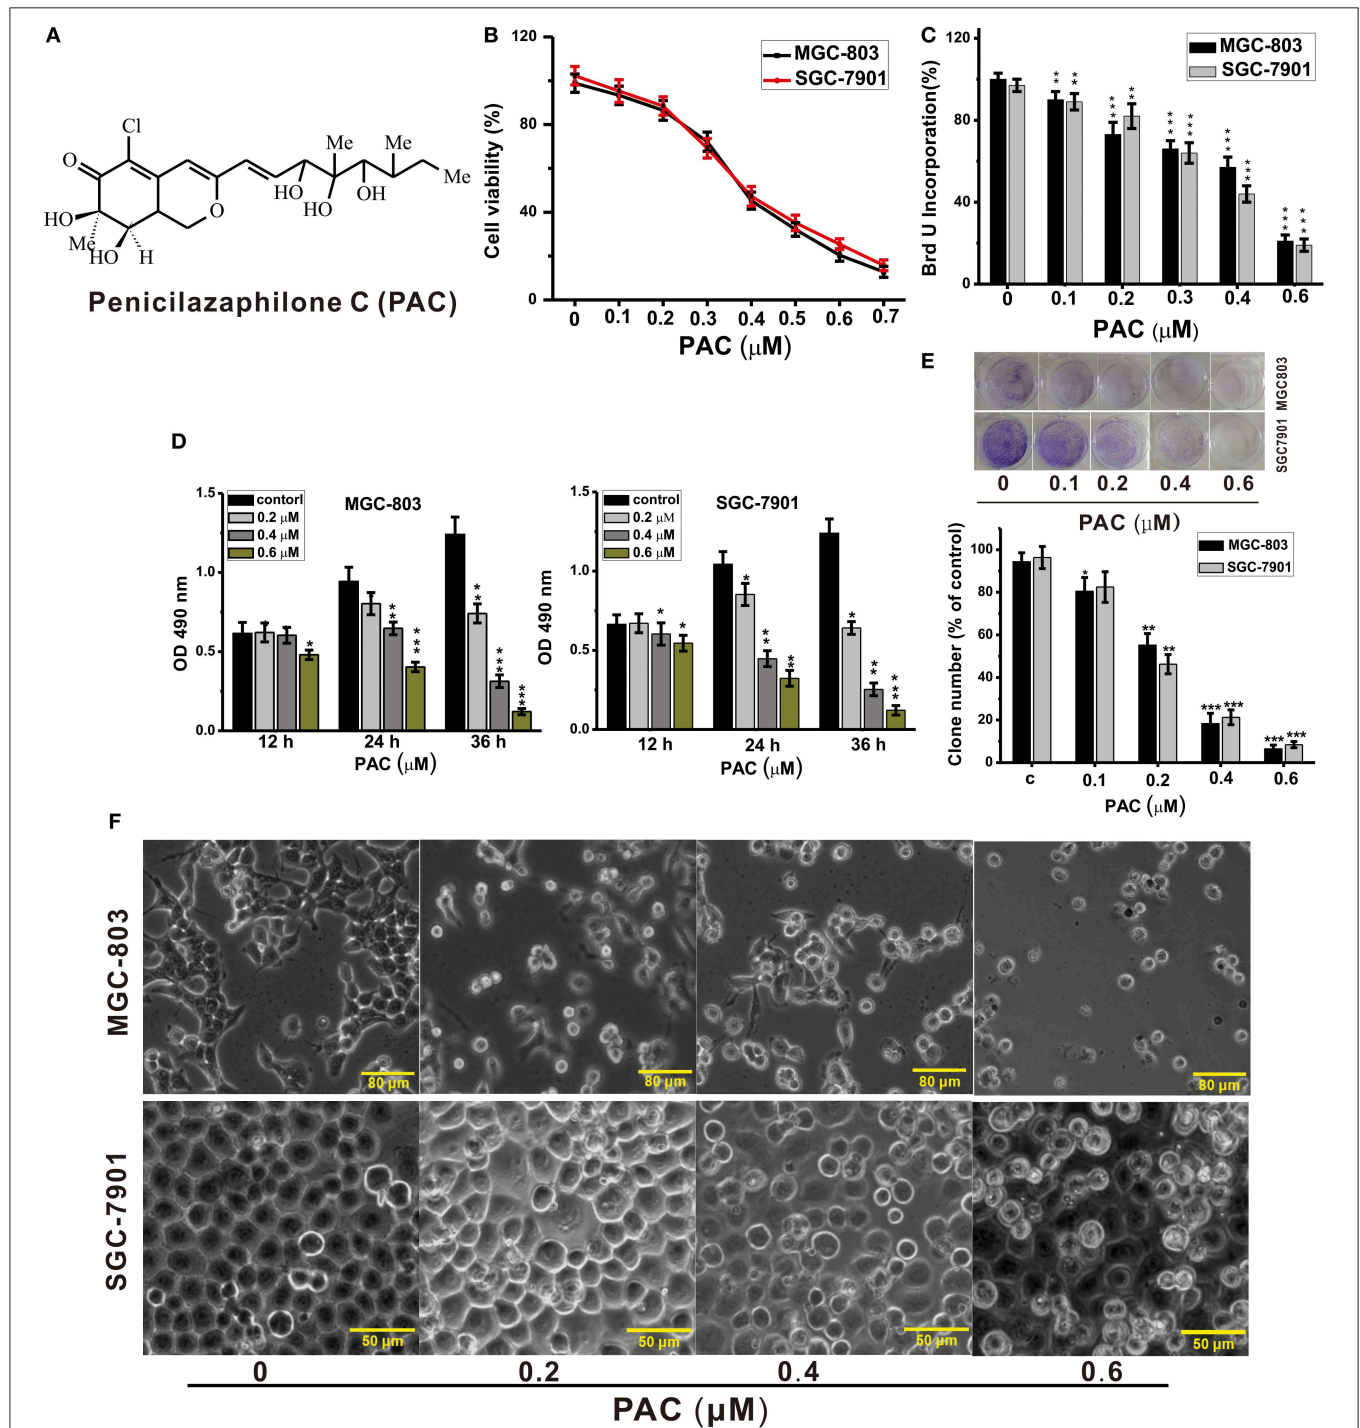 A
Cl
O
HO
Me
HO
H
O
HO
Me
HO
Me
OH
Me
Penicilazaphilone C (PAC)
B
120
80
40
0
Cell viability (%)
MGC-803
SGC-7901
0 0.1 0.2 0.3 0.4 0.5 0.6 0.7
PAC (μM)
C
120
80
40
0
Brd U Incorporation(%)
MGC-803
SGC-7901
** ** *** ** *** *** *** *** *** ***
0 0.1 0.2 0.3 0.4 0.6
PAC (μM)
D
1.5
1.0
0.5
0.0
OD 490 nm
contorl
0.2 μM
0.4 μM
0.6 μM
MGC-803
* ** *** ** *** ***
12 h 24 h 36 h
PAC (μM)
1.5
1.0
0.5
0.0
OD 490 nm
control
0.2 μM
0.4 μM
0.6 μM
SGC-7901
* * * ** ** * ** ***
12 h 24 h 36 h
PAC (μM)
E
SGC7901 MGC803
0 0.1 0.2 0.4 0.6
PAC (μM)
100
80
60
40
20
0
Clone number (% of control)
MGC-803
SGC-7901
* ** ** *** *** *** ***
c 0.1 0.2 0.4 0.6
PAC (μM)
F
MGC-803
80 μm 80 μm 80 μm 80 μm
SGC-7901
50 μm 50 μm 50 μm 50 μm
0 0.2 0.4 0.6
PAC (μM)